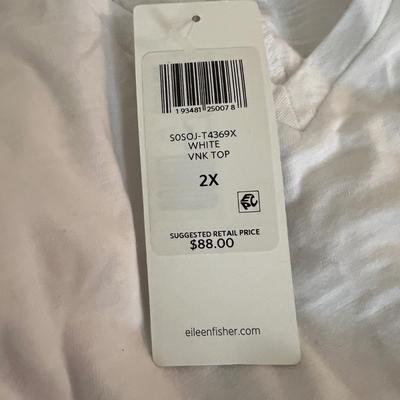 1 93481 25007 8
S0SOJ-T4369X
WHITE
VNK TOP
2X
SUGGESTED RETAIL PRICE
$88.00
eileenfisher.com